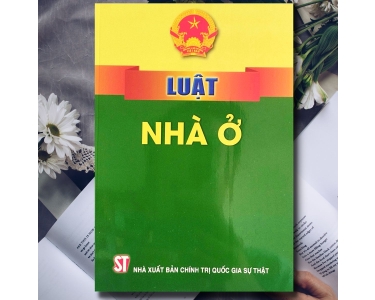 LUẬT
NHÀ Ở
ST NHÀ XUẤT BẢN CHÍNH TRỊ QUỐC GIA SỰ THẬT